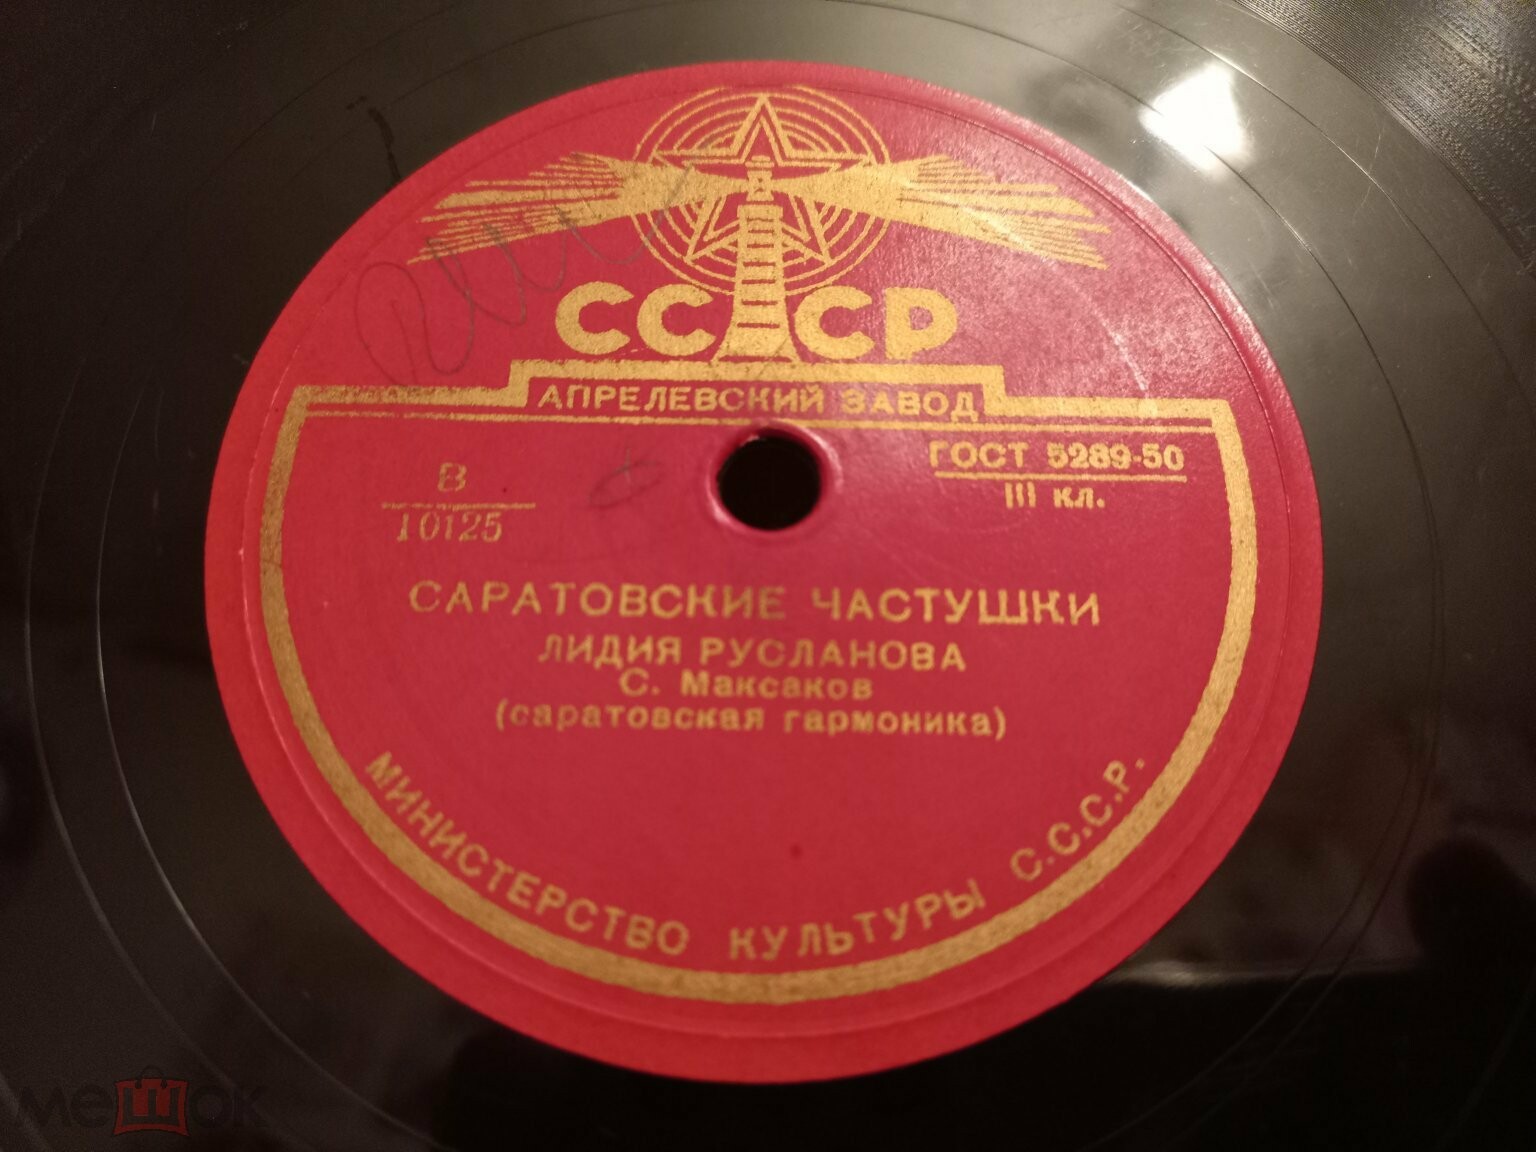 СССР
АПРЕЛЕВСКИЙ ЗАВОД
ГОСТ 5289-50
III кл.
В
10125
САРАТОВСКИЕ ЧАСТУШКИ
ЛИДИЯ РУСЛАНОВА
С. Максаков
(саратовская гармоника)
МИНИСТЕРСТВО КУЛЬТУРЫ С.С.С.Р.
мешок